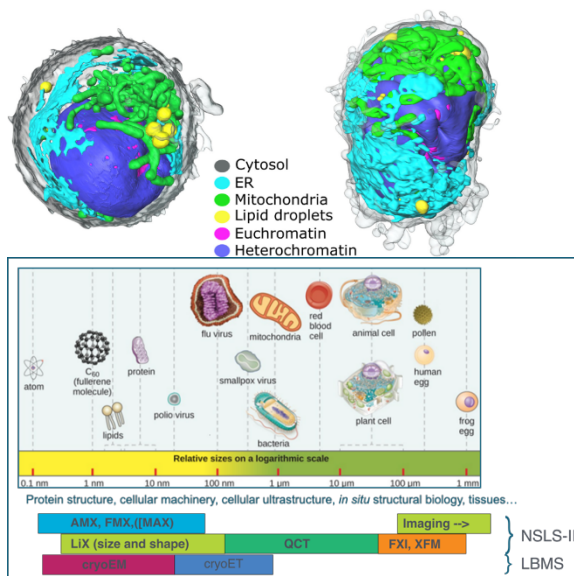 Cytosol
ER
Mitochondria
Lipid droplets
Euchromatin
Heterochromatin
flu virus
mitochondria
red
blood
cell
animal cell
pollen
atom
C60
(fullerene
molecule)
protein
smallpox virus
human
egg
lipids
polio virus
bacteria
plant cell
frog
egg
Relative sizes on a logarithmic scale
0.1 nm 1 nm 10 nm 100 nm 1 μm 10 μm 100 μm 1 mm
Protein structure, cellular machinery, cellular ultrastructure, in situ structural biology, tissues...
AMX, FMX,([MAX) Imaging -->
LiX (size and shape) QCT FXI, XFM
NSLS-II
cryoEM cryoET
LBMS